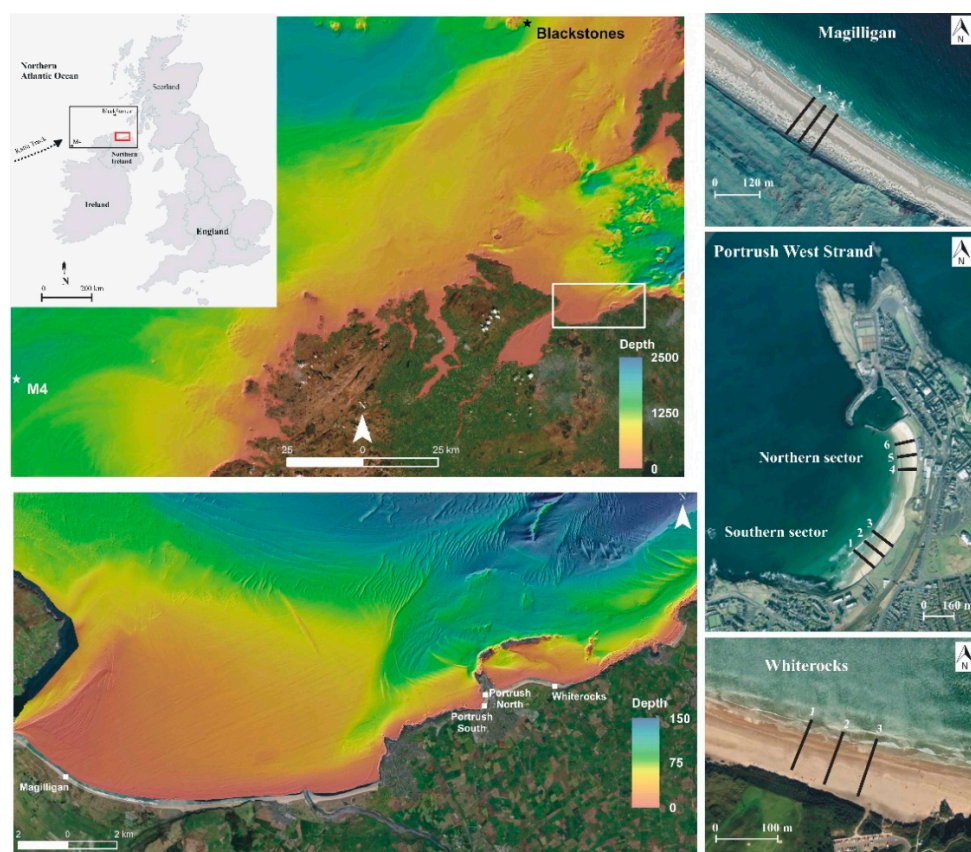 Northern
Atlantic Ocean
Scotland
Blackstones
M4
Katie Track
Northern
Ireland
Ireland
England
N
0 200 km
Blackstones
M4
Depth
2500
1250
0
25 0 25 km
N
Magilligan
Portrush
North
Portrush
South
Whiterocks
Depth
150
75
0
2 0 2 km
Magilligan
N
1
2
3
0 120 m
Portrush West Strand
N
6
5
4
Northern sector
Southern sector
3
2
1
0 160 m
Whiterocks
N
1
2
3
0 100 m